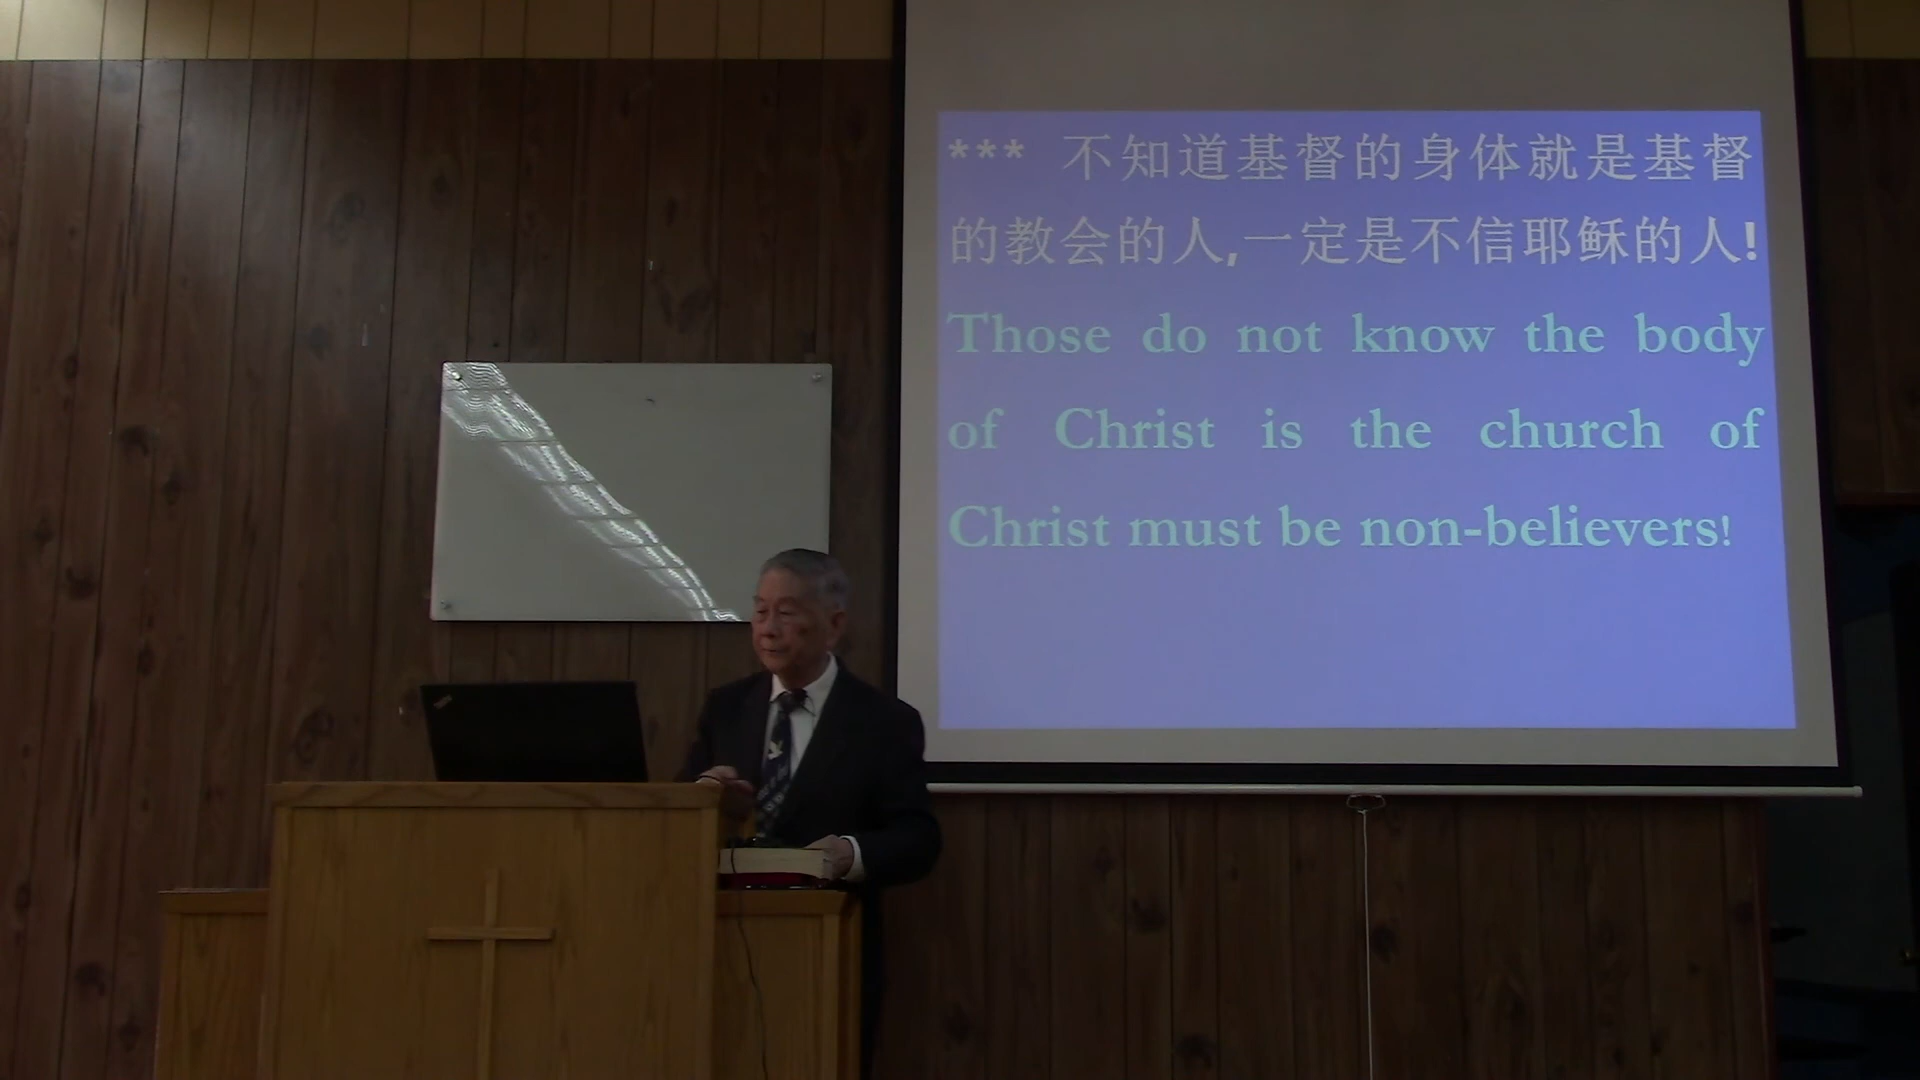 *** 不知道基督的身体就是基督
的教会的人,一定是不信耶稣的人!
Those do not know the body
of Christ is the church of
Christ must be non-believers!